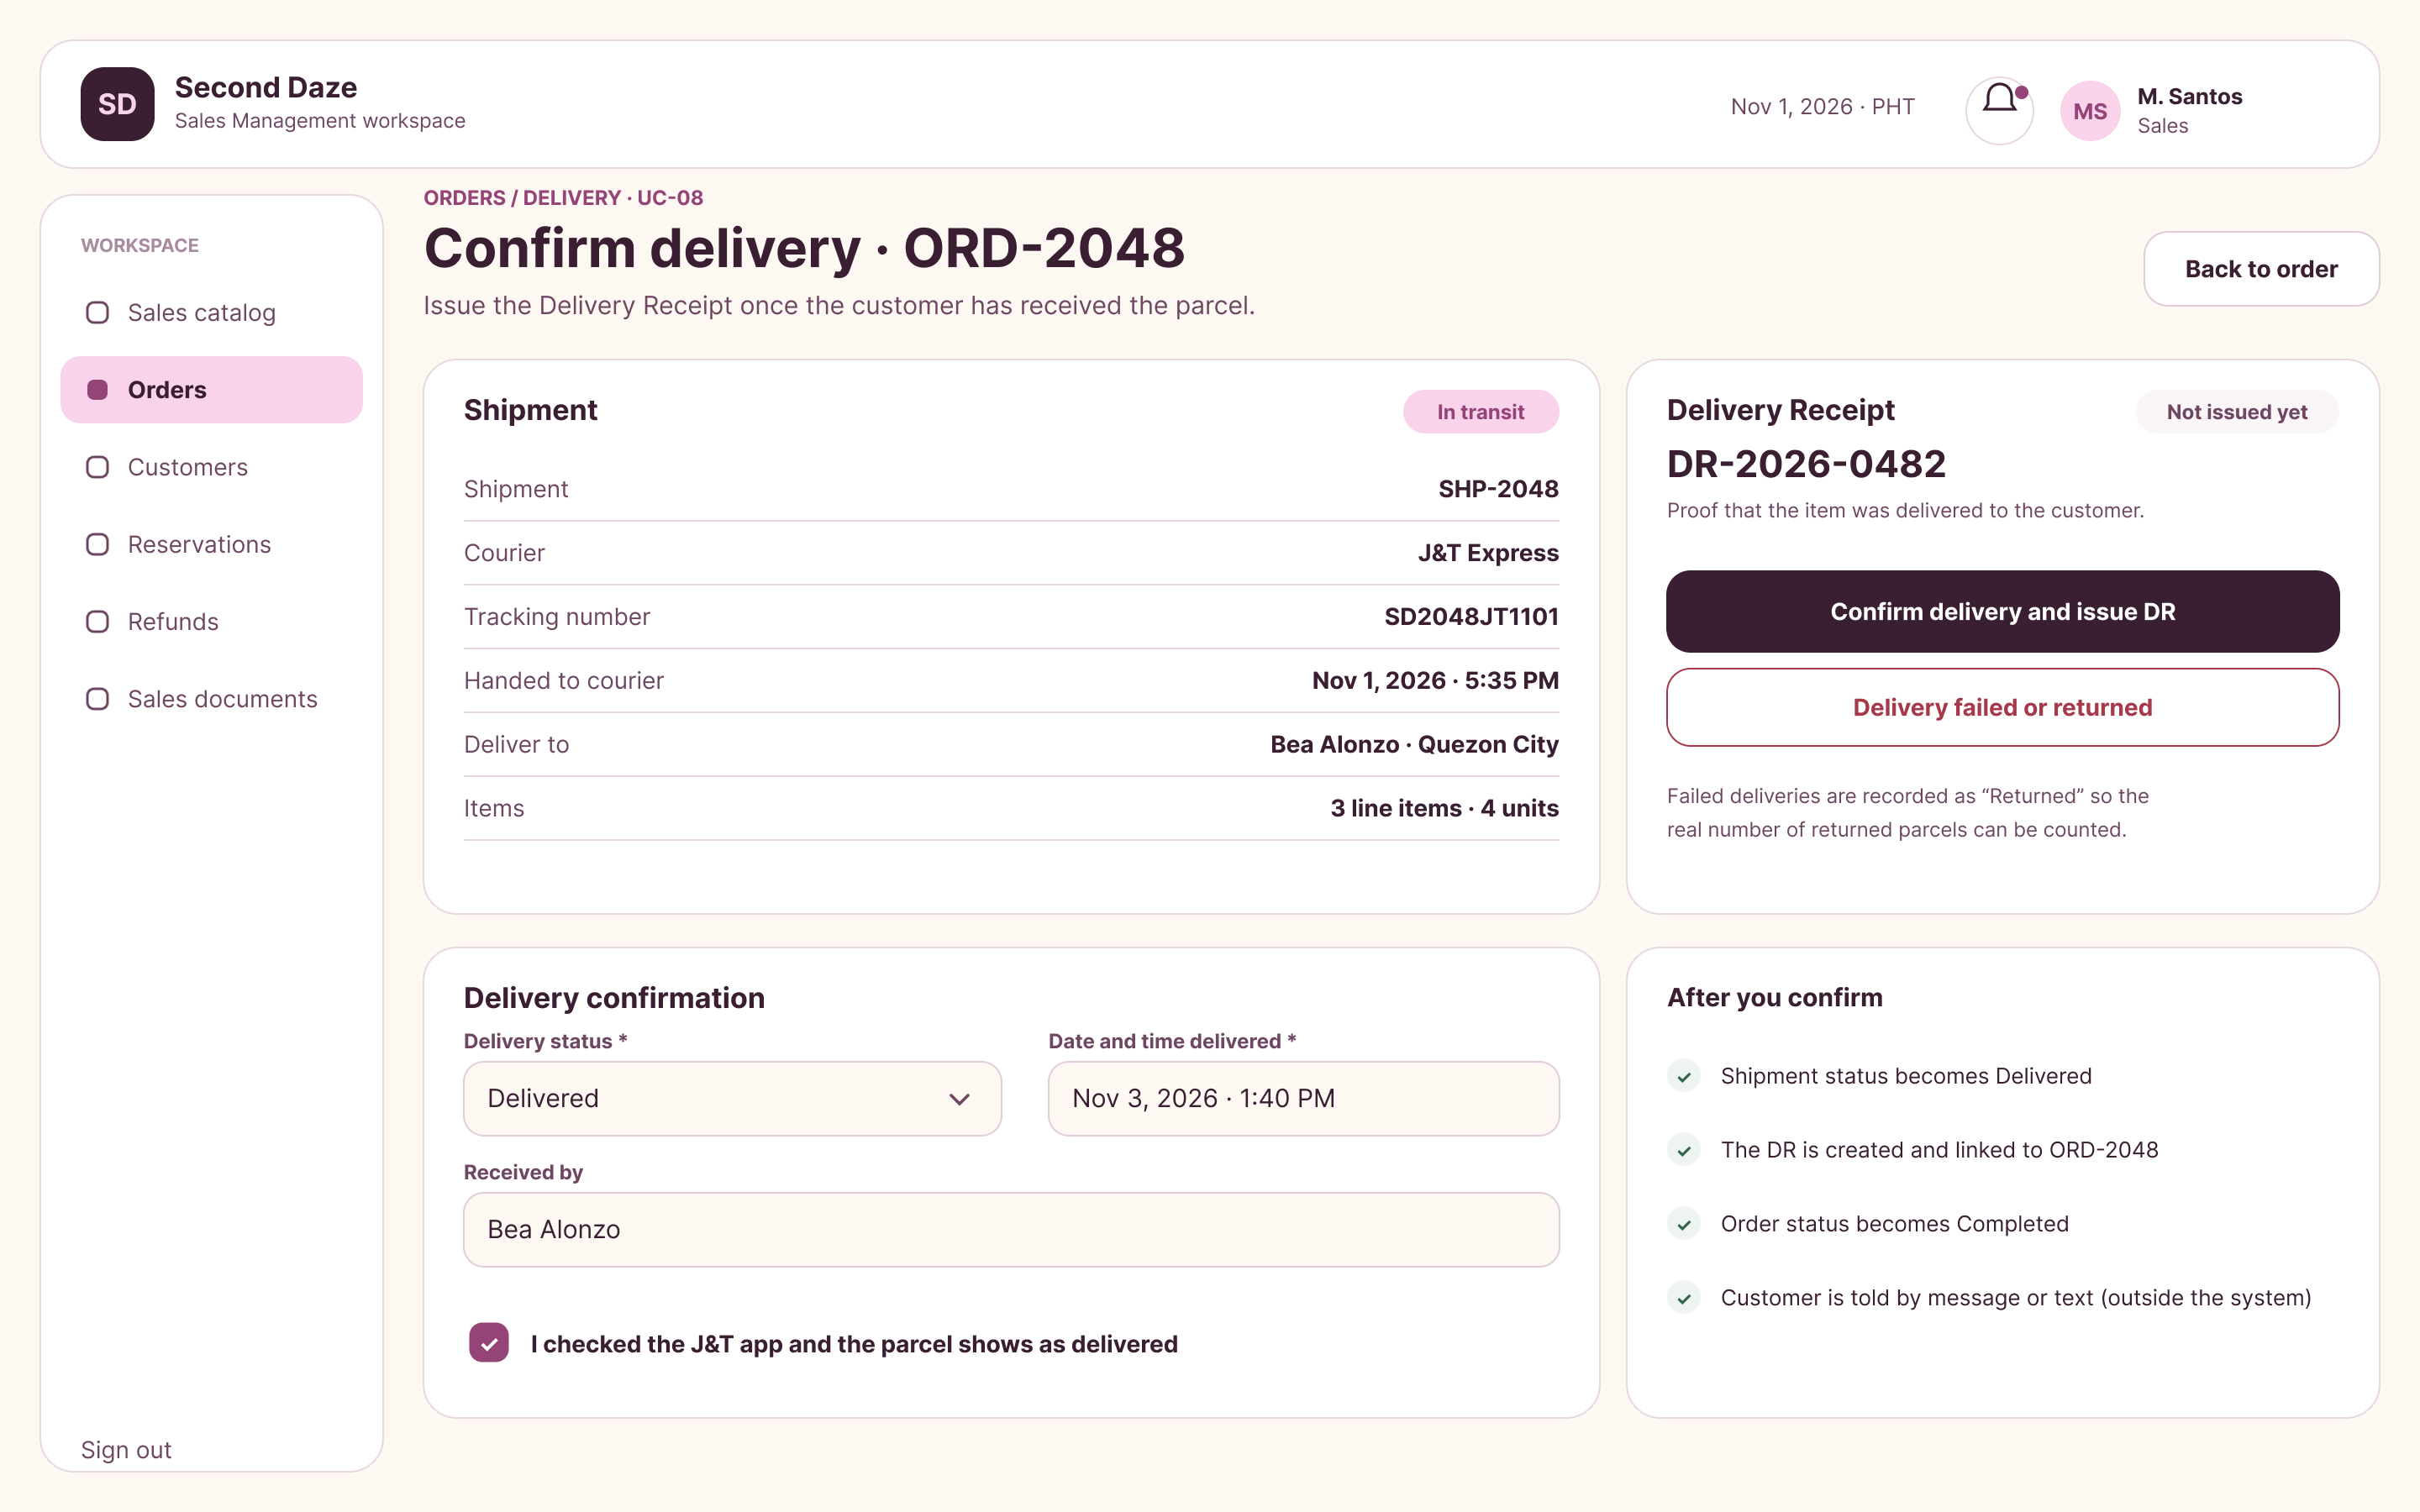 SD
Second Daze
Sales Management workspace
Nov 1, 2026 · PHT
MS
M. Santos
Sales
WORKSPACE
Sales catalog
Orders
Customers
Reservations
Refunds
Sales documents
Sign out
ORDERS / DELIVERY · UC-08
Confirm delivery · ORD-2048
Issue the Delivery Receipt once the customer has received the parcel.
Back to order
Shipment
In transit
Shipment SHP-2048
Courier J&T Express
Tracking number SD2048JT1101
Handed to courier Nov 1, 2026 · 5:35 PM
Deliver to Bea Alonzo · Quezon City
Items 3 line items · 4 units
Delivery Receipt
Not issued yet
DR-2026-0482
Proof that the item was delivered to the customer.
Confirm delivery and issue DR
Delivery failed or returned
Failed deliveries are recorded as “Returned” so the
real number of returned parcels can be counted.
Delivery confirmation
Delivery status *
Delivered
Date and time delivered *
Nov 3, 2026 · 1:40 PM
Received by
Bea Alonzo
I checked the J&T app and the parcel shows as delivered
After you confirm
Shipment status becomes Delivered
The DR is created and linked to ORD-2048
Order status becomes Completed
Customer is told by message or text (outside the system)